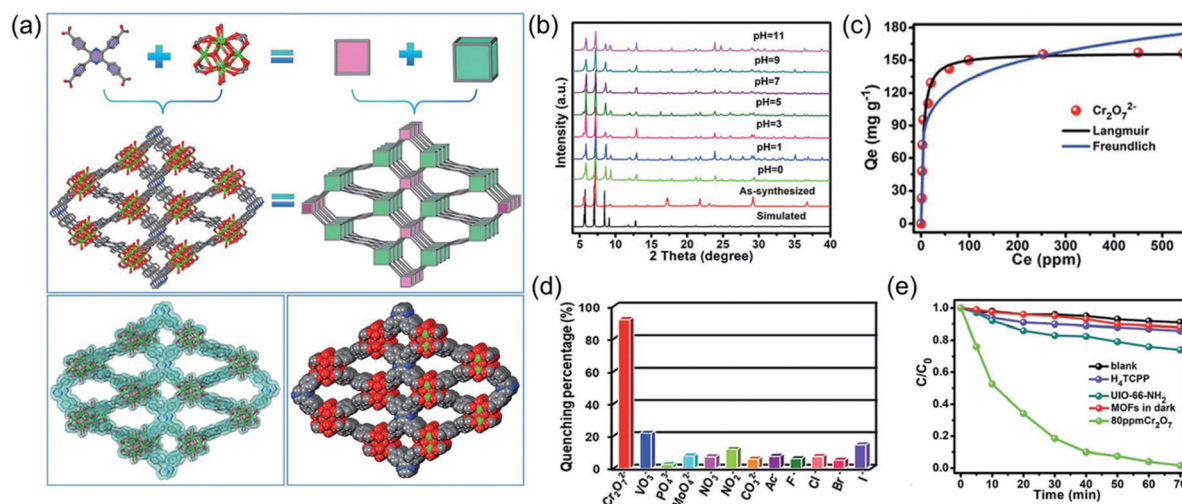 (a)
(b)
pH=11
pH=9
pH=7
pH=5
pH=3
pH=1
pH=0
As-synthesized
Simulated
Intensity (a.u.)
5 10 15 20 25 30 35 40
2 Theta (degree)
(c)
180
150
120
90
60
30
0
Qe (mg g⁻¹)
Cr₂O₇²⁻
Langmuir
Freundlich
0 100 200 300 400 500
Ce (ppm)
(d)
100
80
60
40
20
0
Quenching percentage (%)
Cr₂O₇²⁻ VO₃⁻ PO₄³⁻ MoO₄²⁻ NO₃⁻ NO₂⁻ CO₃²⁻ Ac⁻ F⁻ Cl⁻ Br⁻ I⁻
(e)
1.0
0.8
0.6
0.4
0.2
0.0
C/C₀
blank
H₄TCPP
UIO-66-NH₂
MOFs in dark
80ppmCr₂O₇
0 10 20 30 40 50 60 70
Time (min)